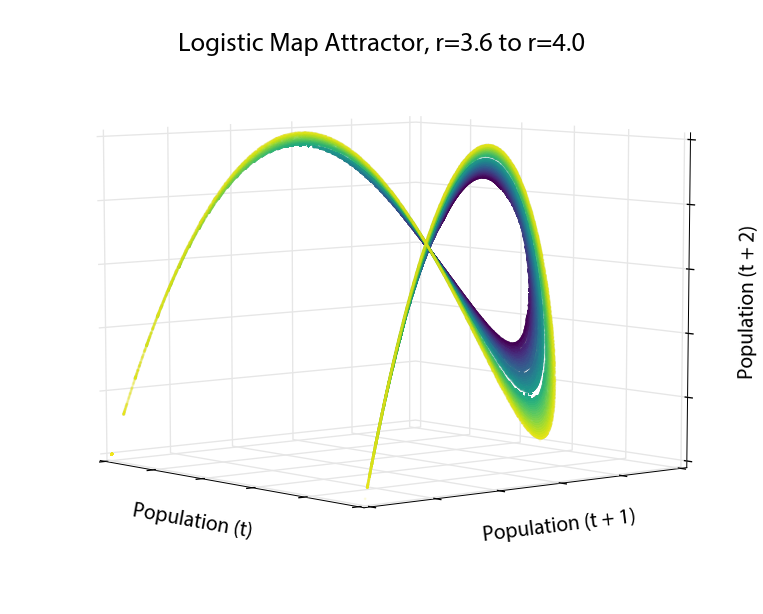 Logistic Map Attractor, r=3.6 to r=4.0
Population (t + 2)
Population (t)
Population (t + 1)